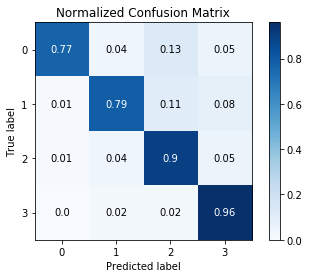 Normalized Confusion Matrix
True label
0 0.77 0.04 0.13 0.05
1 0.01 0.79 0.11 0.08
2 0.01 0.04 0.9 0.05
3 0.0 0.02 0.02 0.96
0 1 2 3
Predicted label
0.8
0.6
0.4
0.2
0.0